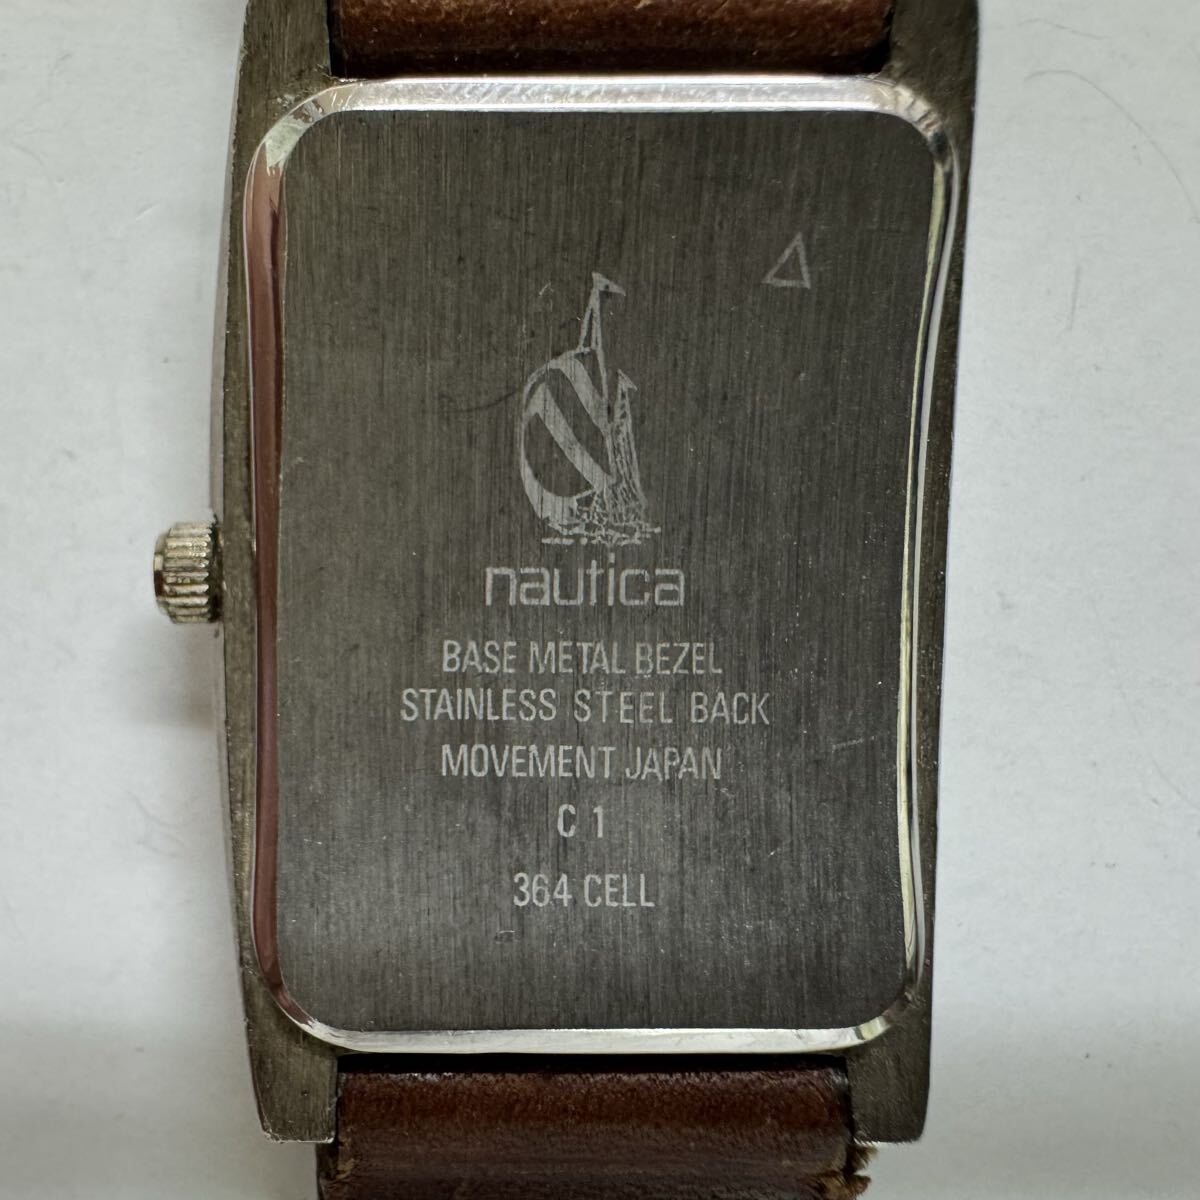 nautica
BASE METAL BEZEL
STAINLESS STEEL BACK
MOVEMENT JAPAN
C 1
364 CELL